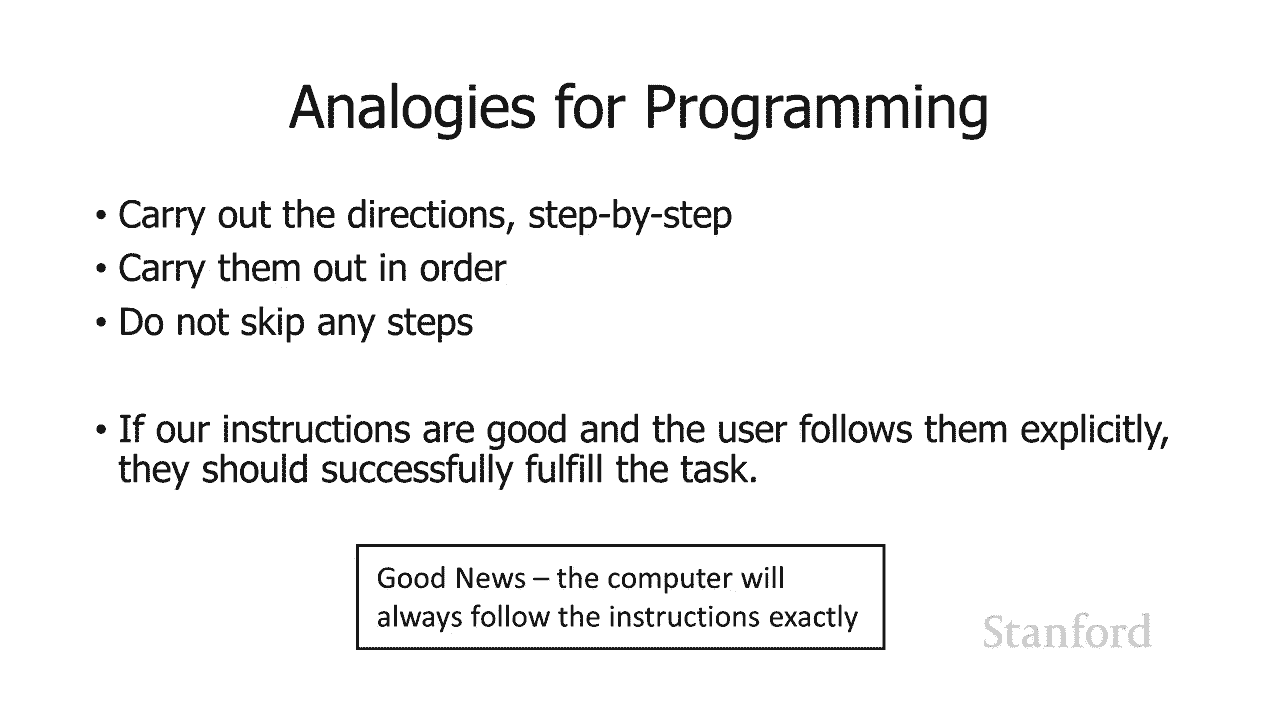 Analogies for Programming
• Carry out the directions, step-by-step
• Carry them out in order
• Do not skip any steps
• If our instructions are good and the user follows them explicitly,
they should successfully fulfill the task.
Good News – the computer will
always follow the instructions exactly
Stanford